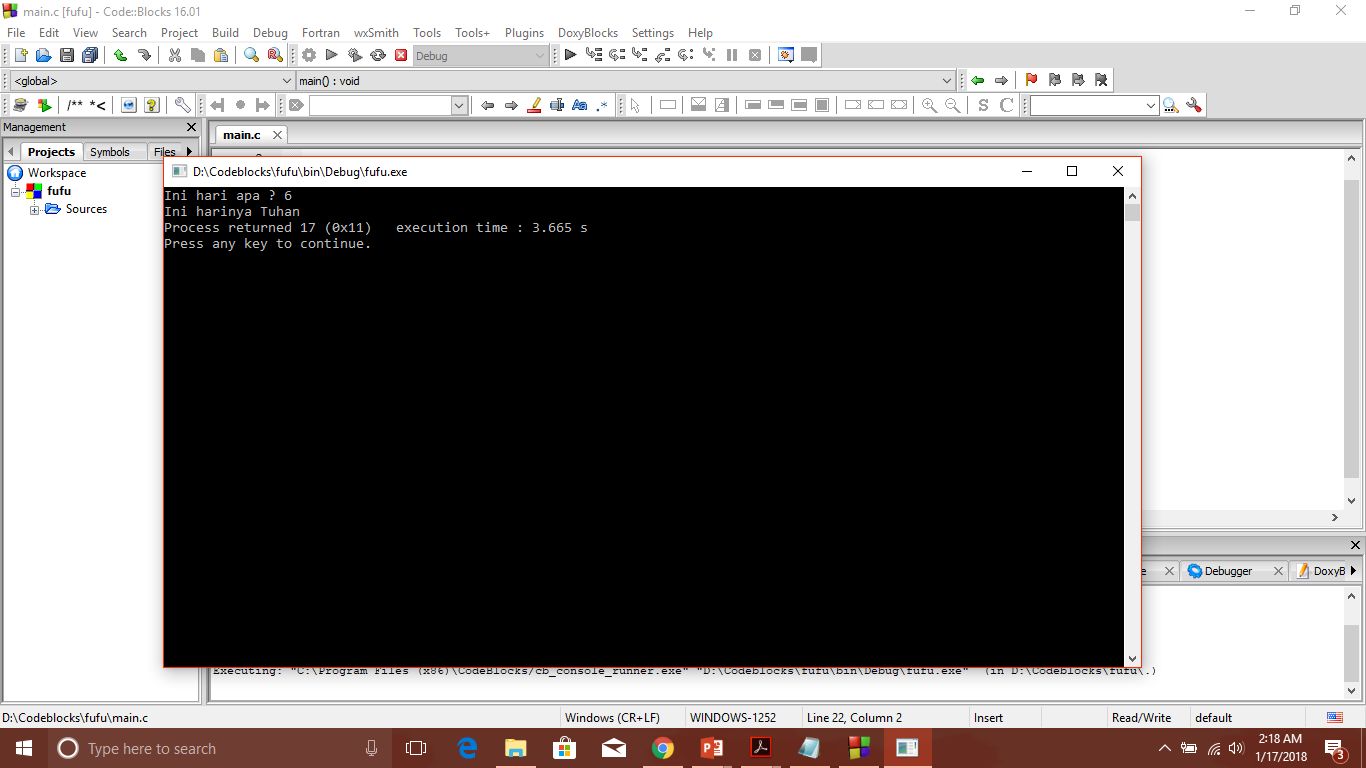 main.c [fufu] - Code::Blocks 16.01
File Edit View Search Project Build Debug Fortran wxSmith Tools Tools+ Plugins DoxyBlocks Settings Help
Debug
<global> main() : void
/** *<
Aa .*
S C
Management
main.c
Projects Symbols Files
Workspace
fufu
Sources
D:\Codeblocks\fufu\bin\Debug\fufu.exe
Ini hari apa ? 6
Ini harinya Tuhan
Process returned 17 (0x11)   execution time : 3.665 s
Press any key to continue.
Debugger DoxyB
Executing: "C:\Program Files (x86)\CodeBlocks/cb_console_runner.exe" "D:\Codeblocks\fufu\bin\Debug\fufu.exe"  (in D:\Codeblocks\fufu\.)
D:\Codeblocks\fufu\main.c Windows (CR+LF) WINDOWS-1252 Line 22, Column 2 Insert Read/Write default
Type here to search
2:18 AM
1/17/2018
3